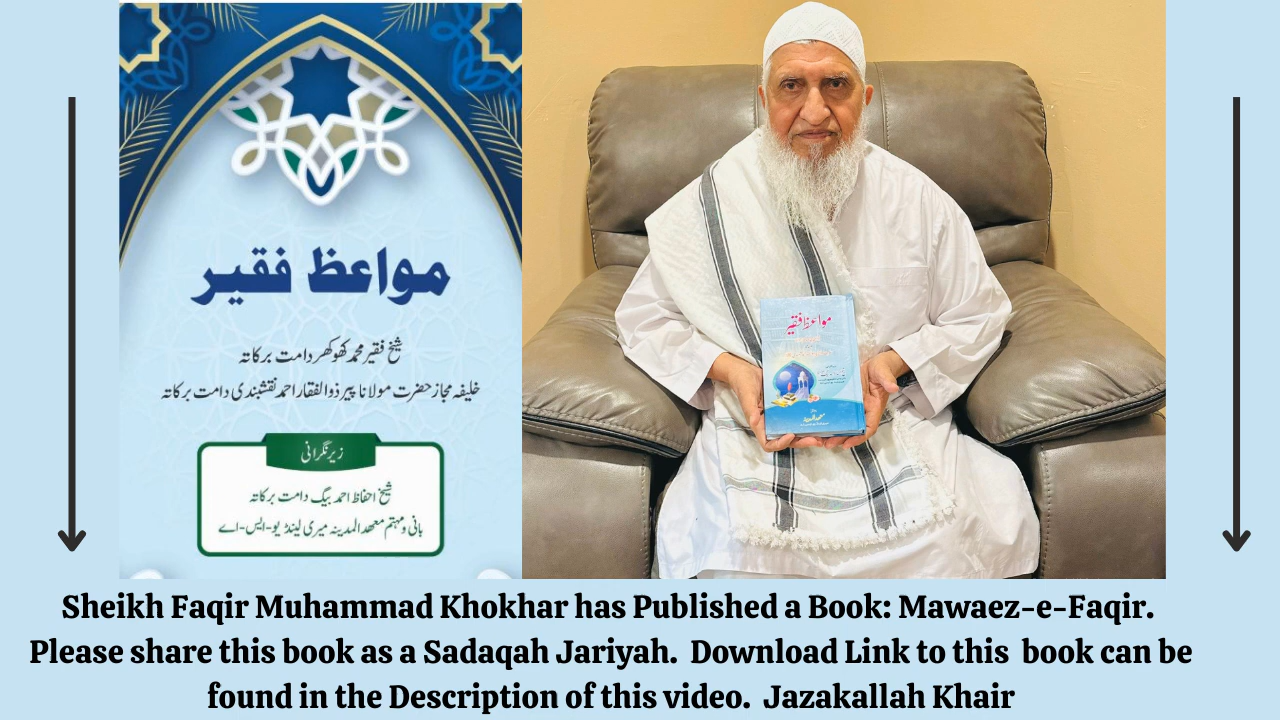 مواعظ فقیر
شیخ فقیر محمد کھوکھر دامت برکاتہ
خلیفہ مجاز حضرت مولانا پیر ذوالفقار احمد نقشبندی دامت برکاتہ
زیر نگرانی
شیخ احفاظ احمد بیگ دامت برکاتہ
بانی و مہتمم معھد المدینہ میری لینڈ یو-ایس-اے
مواعظ فقیر
Sheikh Faqir Muhammad Khokhar has Published a Book: Mawaez-e-Faqir.
Please share this book as a Sadaqah Jariyah. Download Link to this book can be
found in the Description of this video. Jazakallah Khair